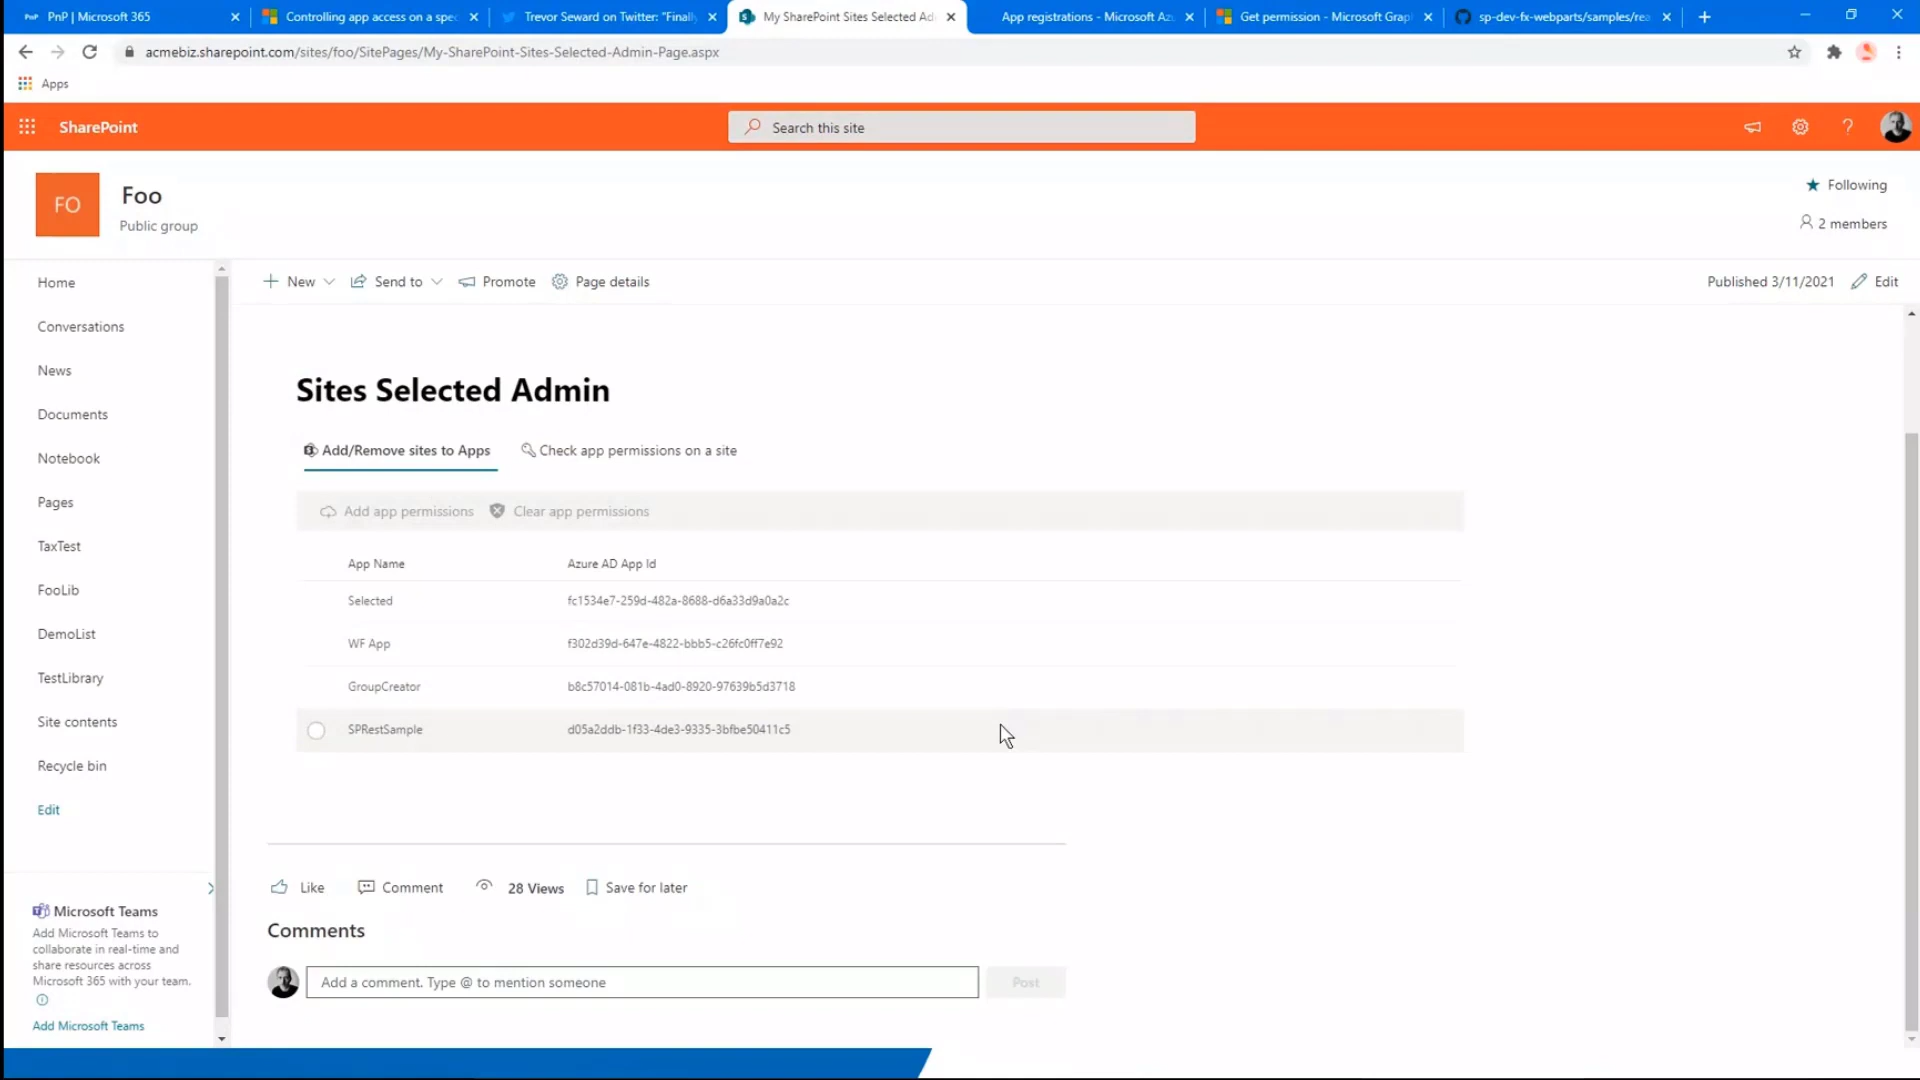 PnP | Microsoft 365
Controlling app access on a spec
Trevor Seward on Twitter: "Finall
My SharePoint Sites Selected Ad
App registrations - Microsoft Az
Get permission - Microsoft Grap
sp-dev-fx-webparts/samples/rea
acmebiz.sharepoint.com/sites/foo/SitePages/My-SharePoint-Sites-Selected-Admin-Page.aspx
Apps
SharePoint
Search this site
FO
Foo
Public group
Following
2 members
Home
Conversations
News
Documents
Notebook
Pages
TaxTest
FooLib
DemoList
TestLibrary
Site contents
Recycle bin
Edit
Microsoft Teams
Add Microsoft Teams to
collaborate in real-time and
share resources across
Microsoft 365 with your team.
Add Microsoft Teams
New
Send to
Promote
Page details
Published 3/11/2021
Edit
Sites Selected Admin
Add/Remove sites to Apps
Check app permissions on a site
Add app permissions
Clear app permissions
App Name Azure AD App Id
Selected fc1534e7-259d-482a-8688-d6a33d9a0a2c
WF App f302d39d-647e-4822-bbb5-c26fc0ff7e92
GroupCreator b8c57014-081b-4ad0-8920-97639b5d3718
SPRestSample d05a2ddb-1f33-4de3-9335-3bfbe50411c5
Like
Comment
28 Views
Save for later
Comments
Add a comment. Type @ to mention someone
Post